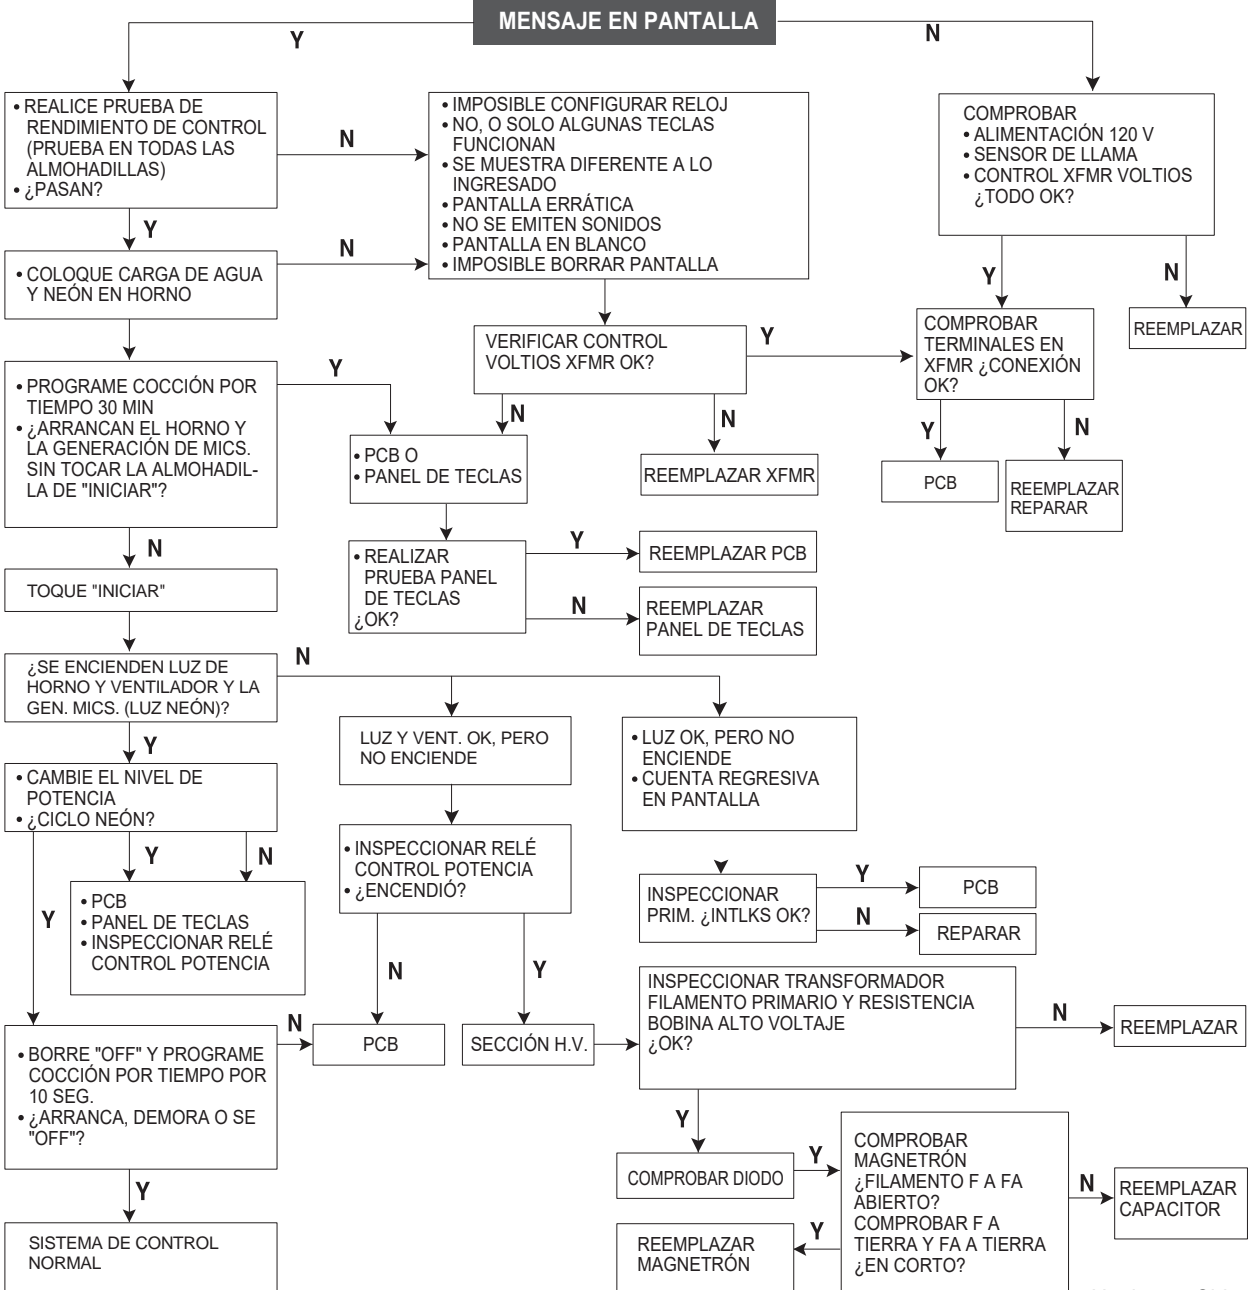 MENSAJE EN PANTALLA
Y
N
• REALICE PRUEBA DE
RENDIMIENTO DE CONTROL
(PRUEBA EN TODAS LAS
ALMOHADILLAS)
• ¿PASAN?
N
• IMPOSIBLE CONFIGURAR RELOJ
• NO, O SOLO ALGUNAS TECLAS
FUNCIONAN
• SE MUESTRA DIFERENTE A LO
INGRESADO
• PANTALLA ERRÁTICA
• NO SE EMITEN SONIDOS
• PANTALLA EN BLANCO
• IMPOSIBLE BORRAR PANTALLA
COMPROBAR
• ALIMENTACIÓN 120 V
• SENSOR DE LLAMA
• CONTROL XFMR VOLTIOS
¿TODO OK?
Y
N
• COLOQUE CARGA DE AGUA
Y NEÓN EN HORNO
Y
N
REEMPLAZAR
COMPROBAR
TERMINALES EN
XFMR ¿CONEXIÓN
OK?
VERIFICAR CONTROL
VOLTIOS XFMR OK?
Y
• PROGRAME COCCIÓN POR
TIEMPO 30 MIN
• ¿ARRANCAN EL HORNO Y
LA GENERACIÓN DE MICS.
SIN TOCAR LA ALMOHADIL-
LA DE "INICIAR"?
Y
N
N
Y
N
• PCB O
• PANEL DE TECLAS
REEMPLAZAR XFMR
PCB
REEMPLAZAR
REPARAR
N
• REALIZAR
PRUEBA PANEL
DE TECLAS
¿OK?
Y
REEMPLAZAR PCB
N
REEMPLAZAR
PANEL DE TECLAS
TOQUE "INICIAR"
¿SE ENCIENDEN LUZ DE
HORNO Y VENTILADOR Y LA
GEN. MICS. (LUZ NEÓN)?
N
Y
LUZ Y VENT. OK, PERO
NO ENCIENDE
• LUZ OK, PERO NO
ENCIENDE
• CUENTA REGRESIVA
EN PANTALLA
• CAMBIE EL NIVEL DE
POTENCIA
• ¿CICLO NEÓN?
Y
N
Y
• PCB
• PANEL DE TECLAS
• INSPECCIONAR RELÉ
CONTROL POTENCIA
• INSPECCIONAR RELÉ
CONTROL POTENCIA
• ¿ENCENDIÓ?
INSPECCIONAR
PRIM. ¿INTLKS OK?
Y
PCB
N
REPARAR
N
Y
INSPECCIONAR TRANSFORMADOR
FILAMENTO PRIMARIO Y RESISTENCIA
BOBINA ALTO VOLTAJE
¿OK?
N
REEMPLAZAR
• BORRE "OFF" Y PROGRAME
COCCIÓN POR TIEMPO POR
10 SEG.
• ¿ARRANCA, DEMORA O SE
"OFF"?
N
PCB
SECCIÓN H.V.
Y
COMPROBAR DIODO
Y
COMPROBAR
MAGNETRÓN
¿FILAMENTO F A FA
ABIERTO?
COMPROBAR F A
TIERRA Y FA A TIERRA
¿EN CORTO?
N
REEMPLAZAR
CAPACITOR
Y
REEMPLAZAR
MAGNETRÓN
Y
SISTEMA DE CONTROL
NORMAL